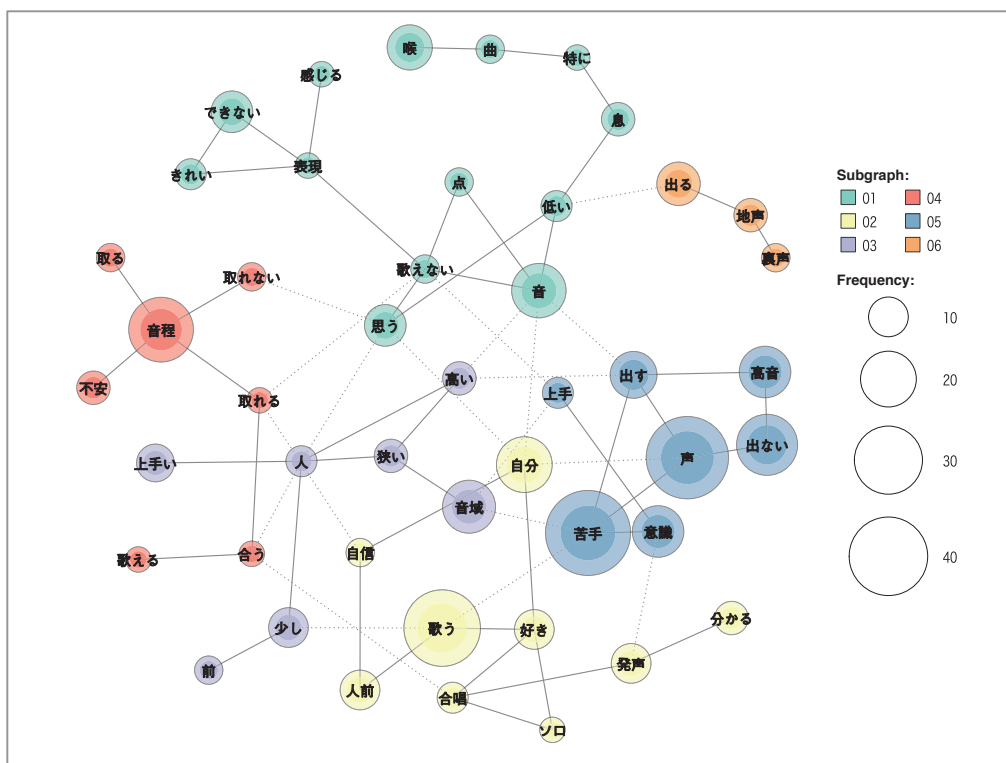 喉
曲
特に
感じる
できない
息
表現
きれい
点
出る
低い
地声
裏声
取る
取れない
歌えない
音
音程
思う
不安
取れる
高い
上手
出す
高音
上手い
人
狭い
自分
声
出ない
音域
苦手
意識
歌える
合う
自信
少し
歌う
好き
分かる
前
人前
合唱
発声
ソロ
Subgraph:
01
04
02
05
03
06
Frequency:
10
20
30
40